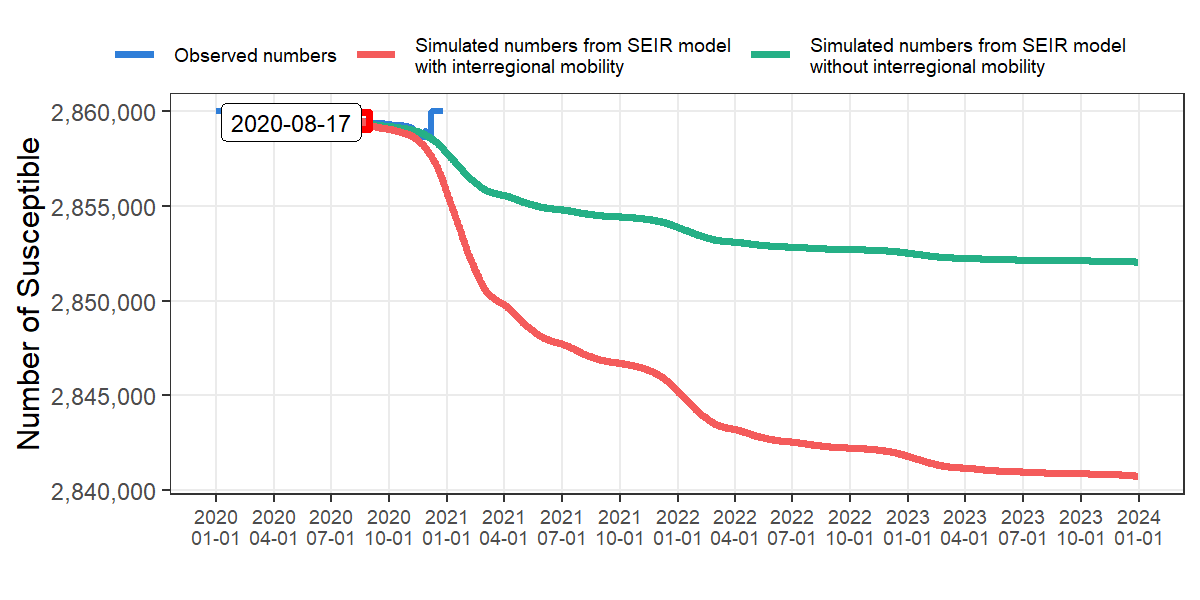 Observed numbers
Simulated numbers from SEIR model
with interregional mobility
Simulated numbers from SEIR model
without interregional mobility
Number of Susceptible
2,860,000
2,855,000
2,850,000
2,845,000
2,840,000
2020-08-17
2020 2020 2020 2020 2021 2021 2021 2021 2022 2022 2022 2022 2023 2023 2023 2023 2024
01-01 04-01 07-01 10-01 01-01 04-01 07-01 10-01 01-01 04-01 07-01 10-01 01-01 04-01 07-01 10-01 01-01